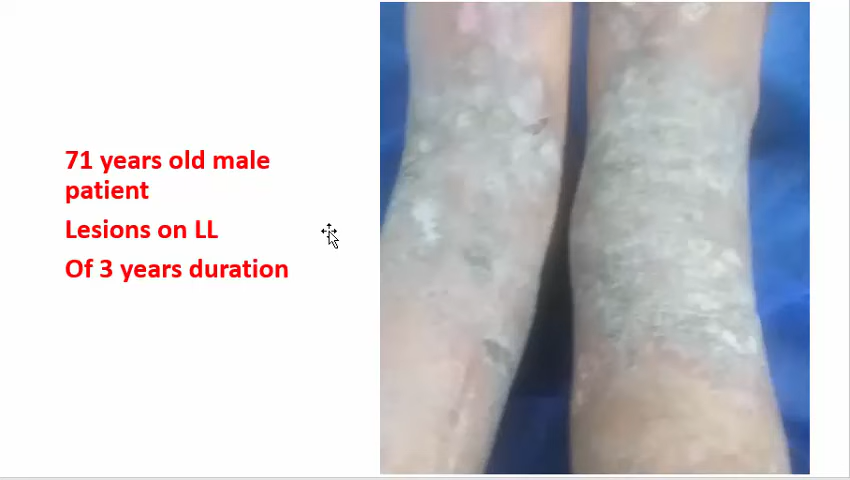 71 years old male
patient
Lesions on LL
Of 3 years duration